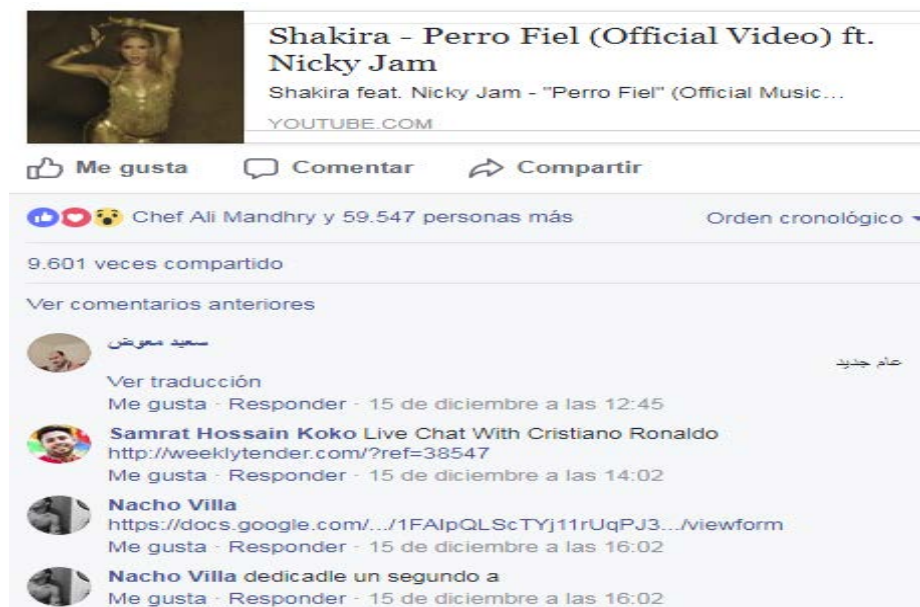 Shakira - Perro Fiel (Official Video) ft.
Nicky Jam
Shakira feat. Nicky Jam - "Perro Fiel" (Official Music...
YOUTUBE.COM
Me gusta Comentar Compartir
Chef Ali Mandhry y 59.547 personas más Orden cronológico
9.601 veces compartido
Ver comentarios anteriores
سعيد معوض
عام جديد
Ver traducción
Me gusta · Responder · 15 de diciembre a las 12:45
Samrat Hossain Koko Live Chat With Cristiano Ronaldo
http://weeklytender.com/?ref=38547
Me gusta · Responder · 15 de diciembre a las 14:02
Nacho Villa
https://docs.google.com/.../1FAIpQLScTYj11rUqPJ3.../viewform
Me gusta · Responder · 15 de diciembre a las 16:02
Nacho Villa dedicadle un segundo a
Me gusta · Responder · 15 de diciembre a las 16:02